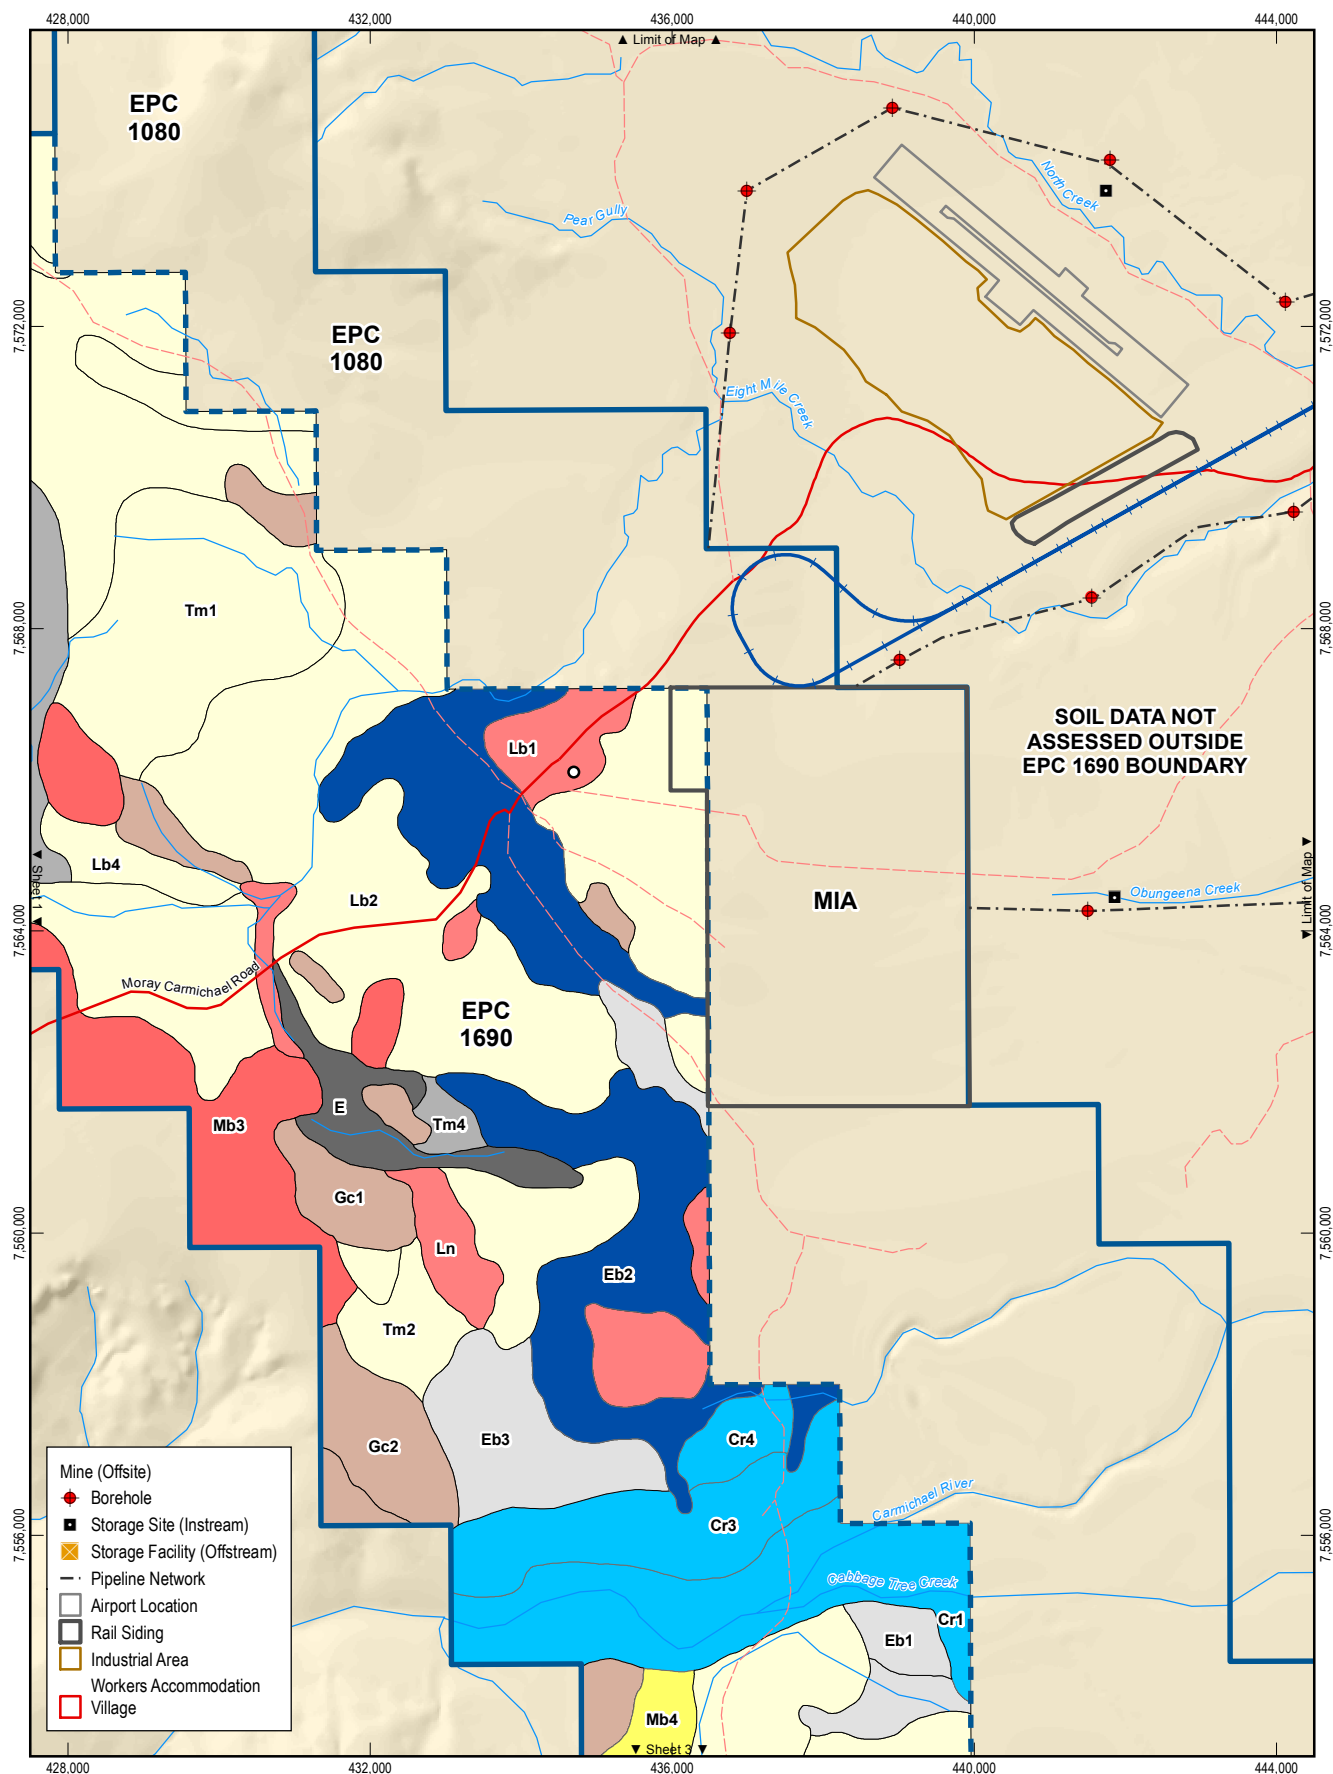 428,000
432,000
436,000
440,000
444,000
▲ Limit of Map ▲
EPC
1080
North Creek
Pear Gully
7,572,000
7,572,000
EPC
1080
Eight Mile Creek
Tm1
7,568,000
7,568,000
SOIL DATA NOT
ASSESSED OUTSIDE
EPC 1690 BOUNDARY
Lb1
Lb4
Lb2
MIA
Obungeena Creek
◄ Sheet 1 ◄
▼ Limit of Map ▼
7,564,000
7,564,000
Moray Carmichael Road
EPC
1690
E
Mb3
Tm4
Gc1
7,560,000
7,560,000
Ln
Eb2
Tm2
Gc2
Eb3
Cr4
Carmichael River
Cr3
7,556,000
7,556,000
Cabbage Tree Creek
Cr1
Eb1
Mb4
▼ Sheet 3 ▼
Mine (Offsite)
Borehole
Storage Site (Instream)
Storage Facility (Offstream)
Pipeline Network
Airport Location
Rail Siding
Industrial Area
Workers Accommodation
Village
428,000
432,000
436,000
440,000
444,000